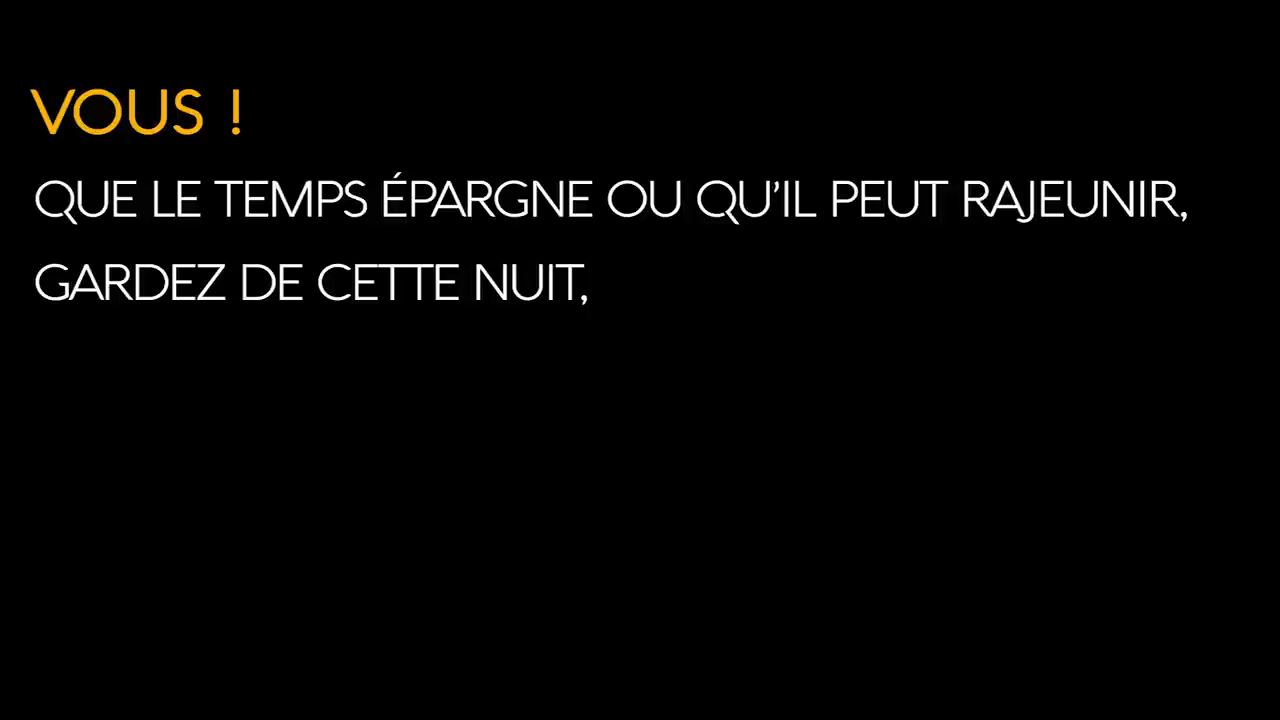 VOUS !
QUE LE TEMPS ÉPARGNE OU QU'IL PEUT RAJEUNIR,
GARDEZ DE CETTE NUIT,